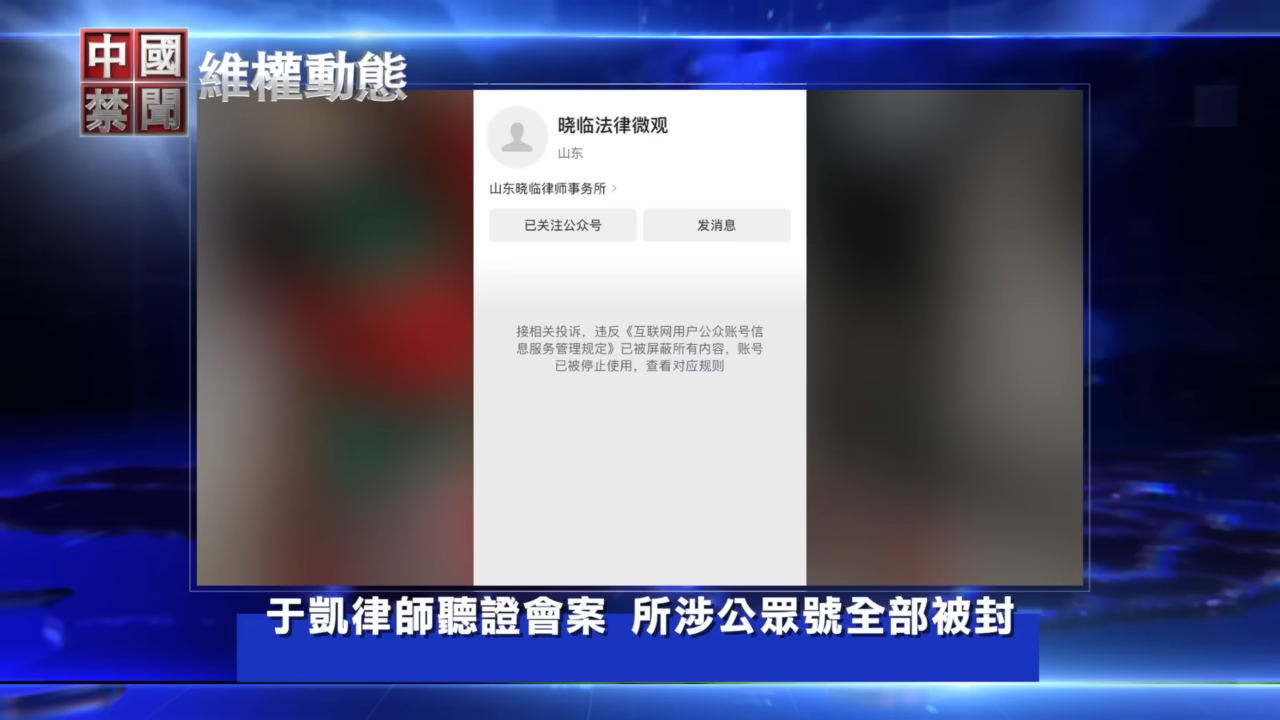 中國
禁聞
維權動態
晓临法律微观
山东
山东晓临律师事务所
已关注公众号
发消息
接相关投诉，违反《互联网用户公众账号信
息服务管理规定》已被屏蔽所有内容，账号
已被停止使用，查看对应规则
于凱律師聽證會案 所涉公眾號全部被封